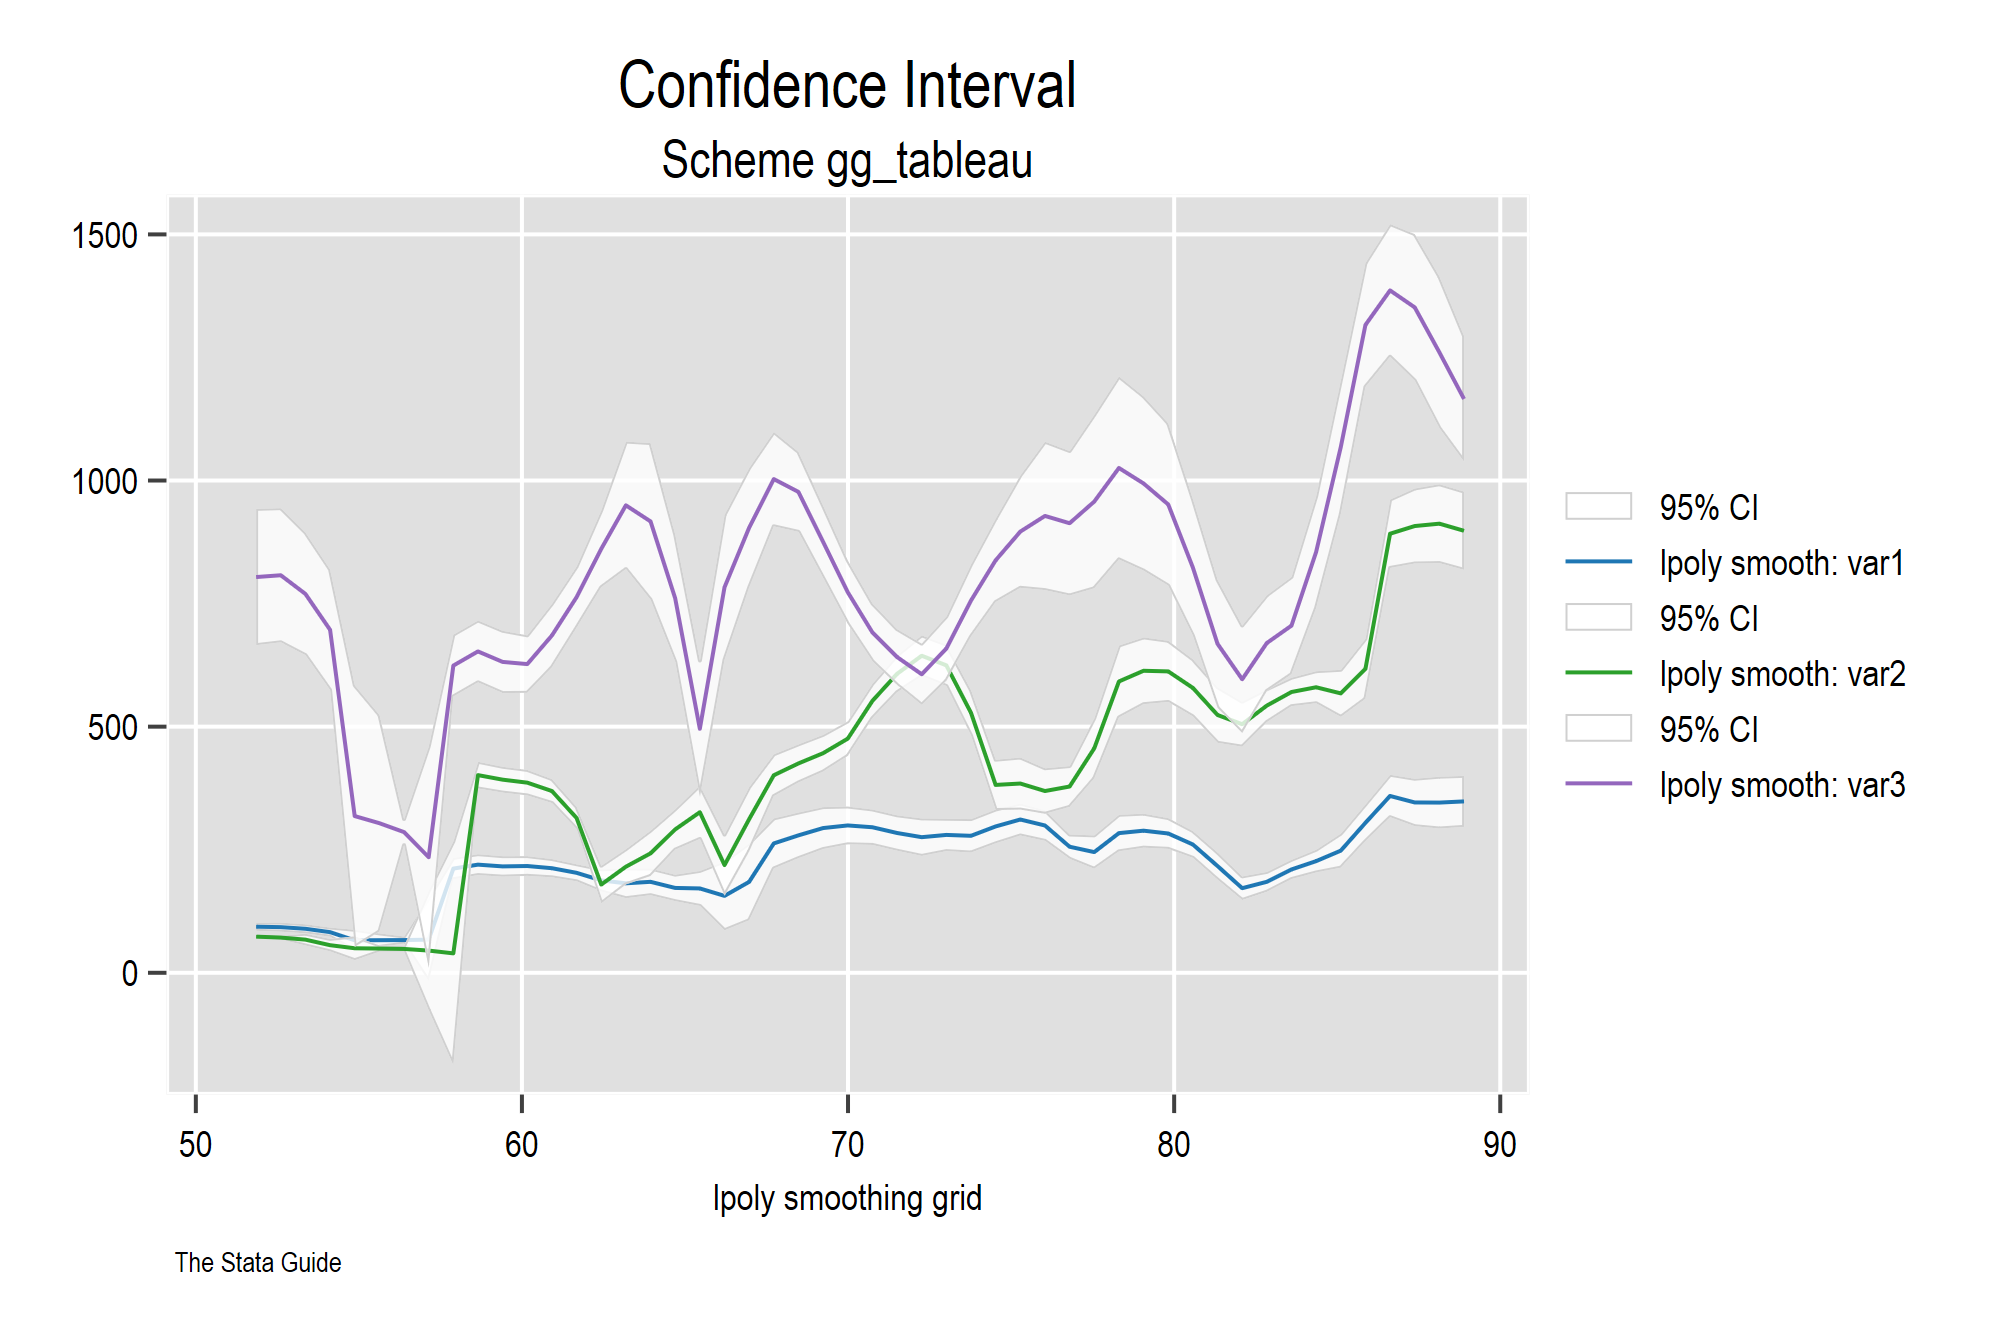 Confidence Interval
Scheme gg_tableau
1500
1000
500
0
50 60 70 80 90
lpoly smoothing grid
95% CI
lpoly smooth: var1
95% CI
lpoly smooth: var2
95% CI
lpoly smooth: var3
The Stata Guide